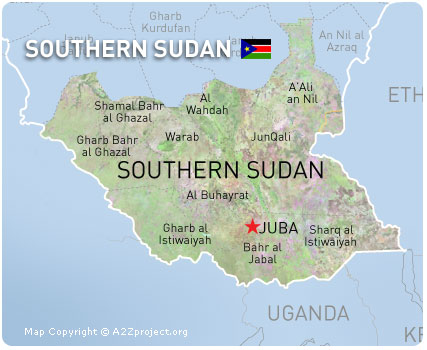 Gharb
Kurdufan
An Nil al
Azraq
SOUTHERN SUDAN
A'Ali
an Nil
Al
Wahdah
Shamal Bahr
al Ghazal
ETH
Gharb Bahr
al Ghazal
Warab
JunQali
SOUTHERN SUDAN
Al Buhayrat
Gharb al
Istiwaiyah
JUBA
Sharq al
Istiwaiyah
Bahr al
Jabal
UGANDA
KE
Map Copyright © A2Zproject.org